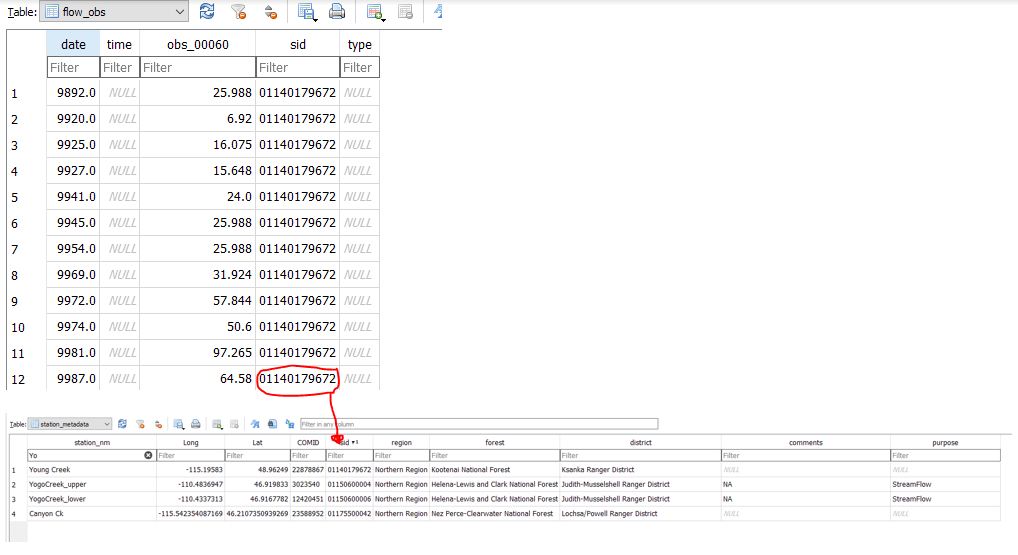 Table: flow_obs
date time obs_00060 sid type
Filter Filter Filter Filter Filter
1 9892.0 NULL 25.988 01140179672 NULL
2 9920.0 NULL 6.92 01140179672 NULL
3 9925.0 NULL 16.075 01140179672 NULL
4 9927.0 NULL 15.648 01140179672 NULL
5 9941.0 NULL 24.0 01140179672 NULL
6 9945.0 NULL 25.988 01140179672 NULL
7 9954.0 NULL 25.988 01140179672 NULL
8 9969.0 NULL 31.924 01140179672 NULL
9 9972.0 NULL 57.844 01140179672 NULL
10 9974.0 NULL 50.6 01140179672 NULL
11 9981.0 NULL 97.265 01140179672 NULL
12 9987.0 NULL 64.58 01140179672 NULL
Table: station_metadata Filter in any column
station_nm Long Lat COMID sid region forest district comments purpose
Yo Filter Filter Filter Filter Filter Filter Filter Filter Filter
1 Young Creek -115.19583 48.96249 22878867 01140179672 Northern Region Kootenai National Forest Ksanka Ranger District NULL NULL
2 YogoCreek_upper -110.4836947 46.919833 3023540 01150600004 Northern Region Helena-Lewis and Clark National Forest Judith-Musselshell Ranger District NA StreamFlow
3 YogoCreek_lower -110.4337313 46.9167782 12420451 01150600006 Northern Region Helena-Lewis and Clark National Forest Judith-Musselshell Ranger District NA StreamFlow
4 Canyon Ck -115.542354087169 46.2107350939269 23588952 01175500042 Northern Region Nez Perce-Clearwater National Forest Lochsa/Powell Ranger District NULL NULL